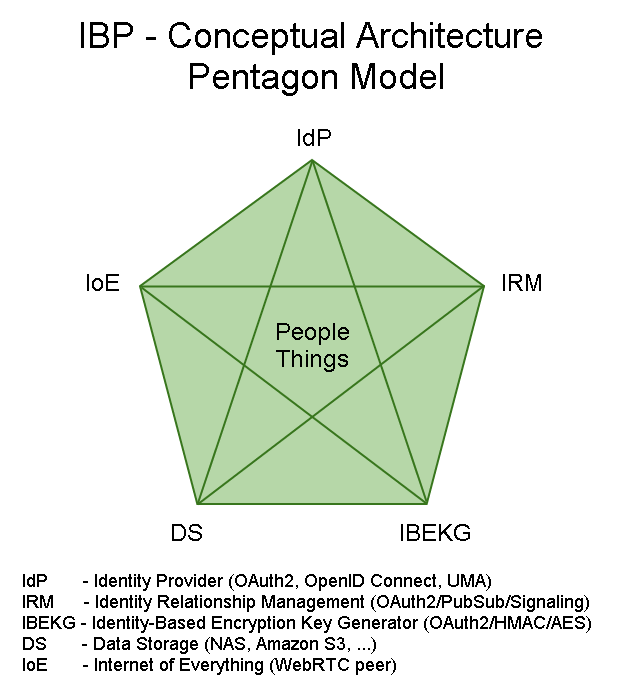 IBP - Conceptual Architecture
Pentagon Model
IdP
IoE
IRM
People
Things
DS
IBEKG
IdP - Identity Provider (OAuth2, OpenID Connect, UMA)
IRM - Identity Relationship Management (OAuth2/PubSub/Signaling)
IBEKG - Identity-Based Encryption Key Generator (OAuth2/HMAC/AES)
DS - Data Storage (NAS, Amazon S3, ...)
IoE - Internet of Everything (WebRTC peer)